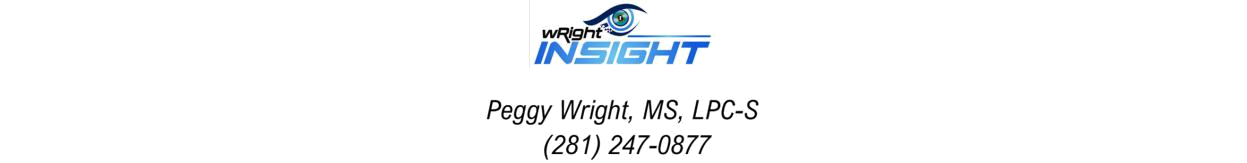 wRight
INSIGHT
Peggy Wright, MS, LPC-S
(281) 247-0877